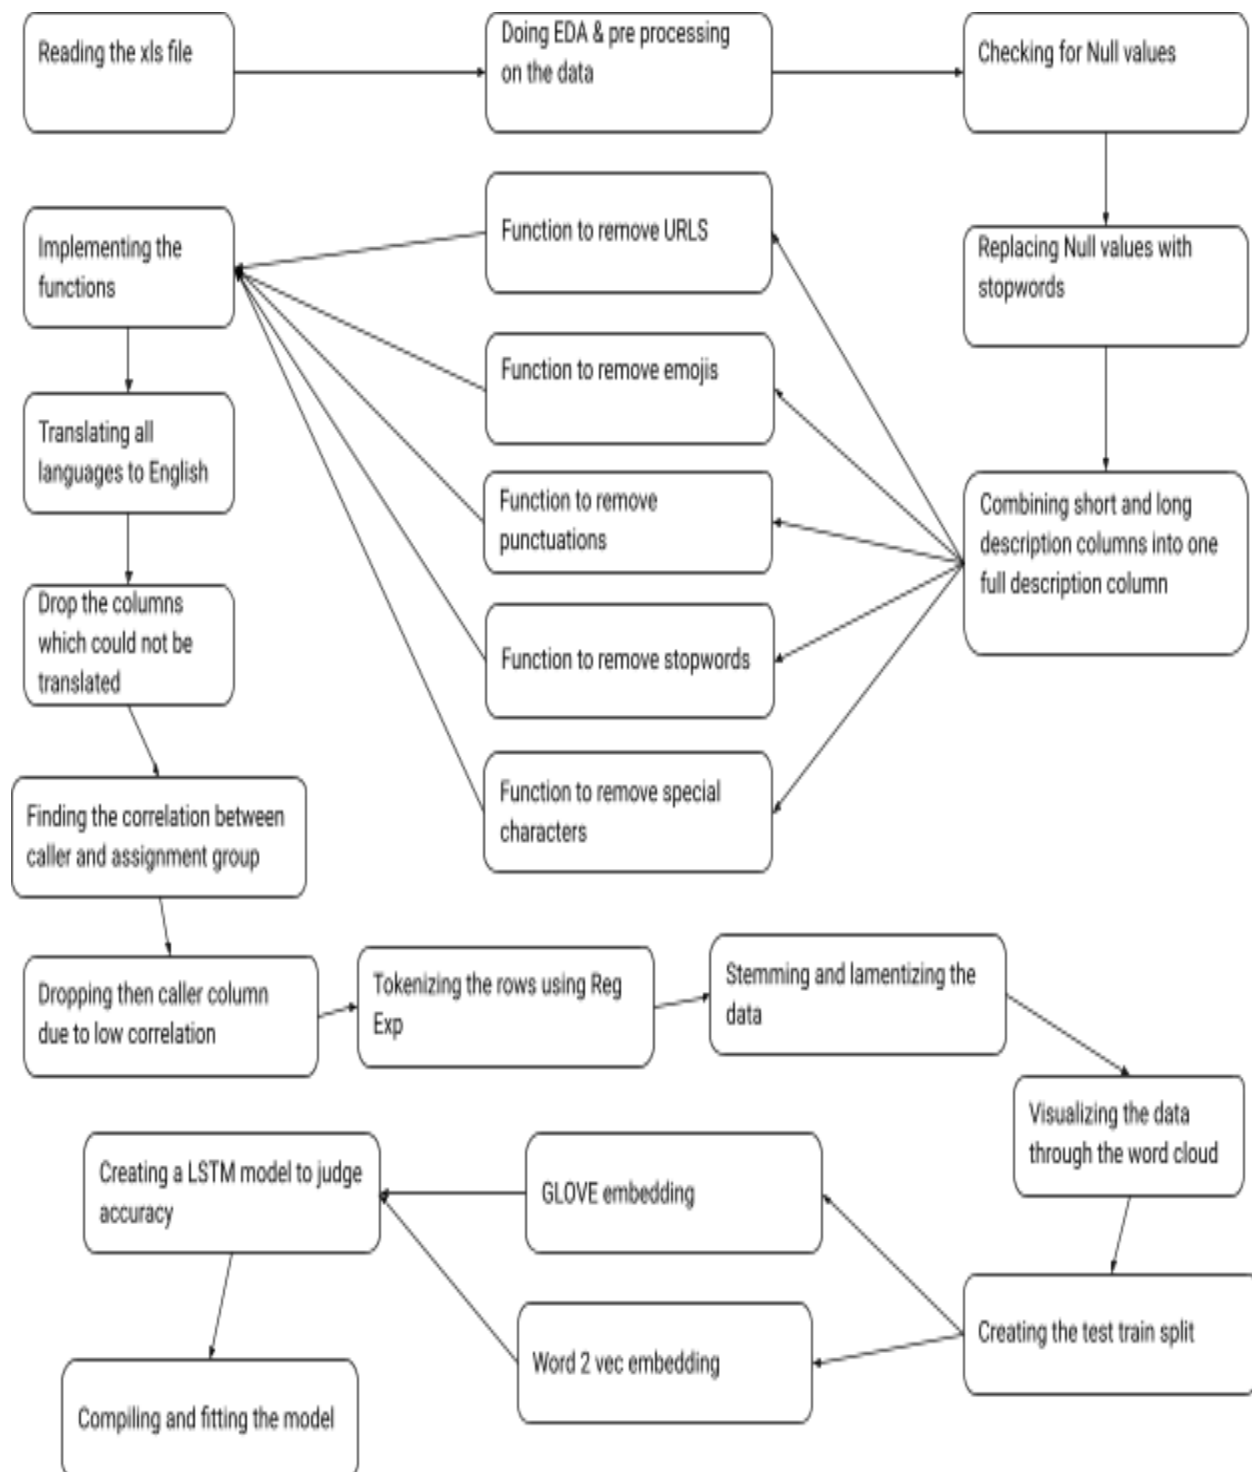 Reading the xls file
Doing EDA & pre processing
on the data
Checking for Null values
Replacing Null values with
stopwords
Combining short and long
description columns into one
full description column
Function to remove URLS
Function to remove emojis
Function to remove
punctuations
Function to remove stopwords
Function to remove special
characters
Implementing the
functions
Translating all
languages to English
Drop the columns
which could not be
translated
Finding the correlation between
caller and assignment group
Dropping then caller column
due to low correlation
Tokenizing the rows using Reg
Exp
Stemming and lamentizing the
data
Visualizing the data
through the word cloud
Creating the test train split
GLOVE embedding
Word 2 vec embedding
Creating a LSTM model to judge
accuracy
Compiling and fitting the model